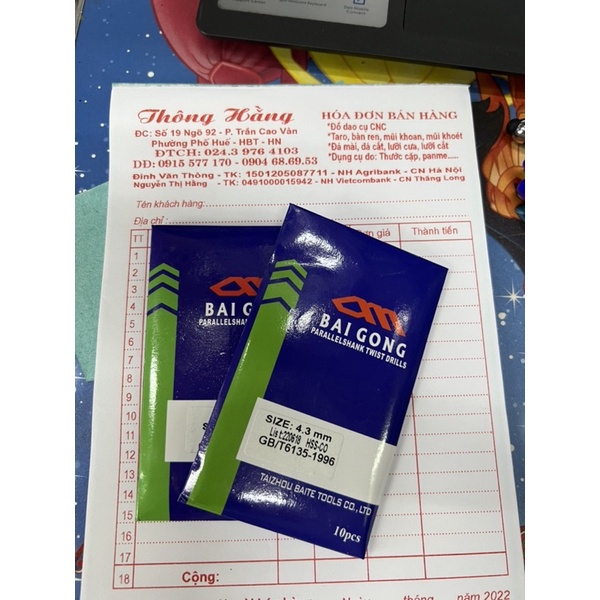 Support Center
Thông Hằng
ĐC: Số 19 Ngõ 92 - P. Trần Cao Vân
Phường Phố Huế - HBT - HN
ĐTCH: 024.3 976 4103
DĐ: 0915 577 170 - 0904 68.69.53
HÓA ĐƠN BÁN HÀNG
*Đồ dao cụ CNC
*Taro, bàn ren, mũi khoan, mũi khoét
*Đá mài, đá cắt, lưỡi cưa, lưỡi cắt
*Dụng cụ đo: Thước cặp, panme.....
Đinh Văn Thông - TK: 1501205087711 - NH Agribank - CN Hà Nội
Nguyễn Thị Hằng - TK: 0491000015942 - NH Vietcombank - CN Thăng Long
Tên khách hàng:
Địa chỉ :
TT
giá
Thành tiền
1
2
3
4
5
6
7
8
9
10
11
12
13
14
15
16
17
18
Cộng:
BAI GONG
PARALLELSHANK
S
BAI GONG
PARALLELSHANK TWIST DRILLS
SIZE: 4.3 mm
Lis t:220618 HSS-CO
GB/T6135-1996
TAIZHOU BAITE TOOLS CO., LTD
10pcs
tháng
năm 2022